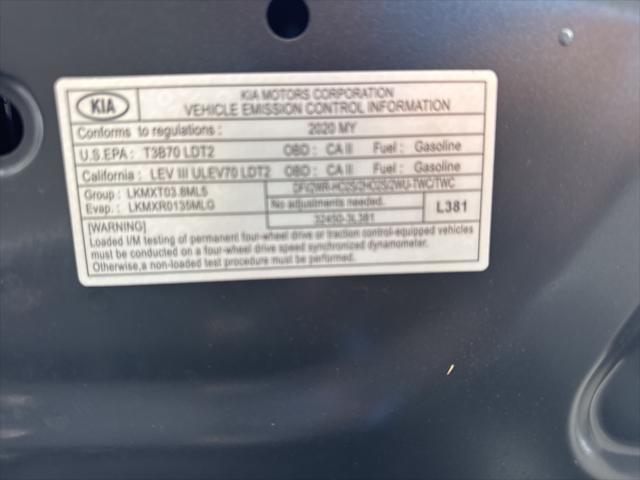 KIA
KIA MOTORS CORPORATION
VEHICLE EMISSION CONTROL INFORMATION
Conforms to regulations : 2020 MY
U.S.EPA : T3B70 LDT2 OBD : CA II Fuel : Gasoline
California : LEV III ULEV70 LDT2 OBD : CA II Fuel : Gasoline
Group : LKMXT03.8ML5
Evap. : LKMXR0135MLG
No adjustments needed.
32450-3L381
L381
[WARNING]
Loaded I/M testing of permanent four-wheel drive or traction control-equipped vehicles
must be conducted on a four-wheel drive speed synchronized dynamometer.
Otherwise,a non-loaded test procedure must be performed.